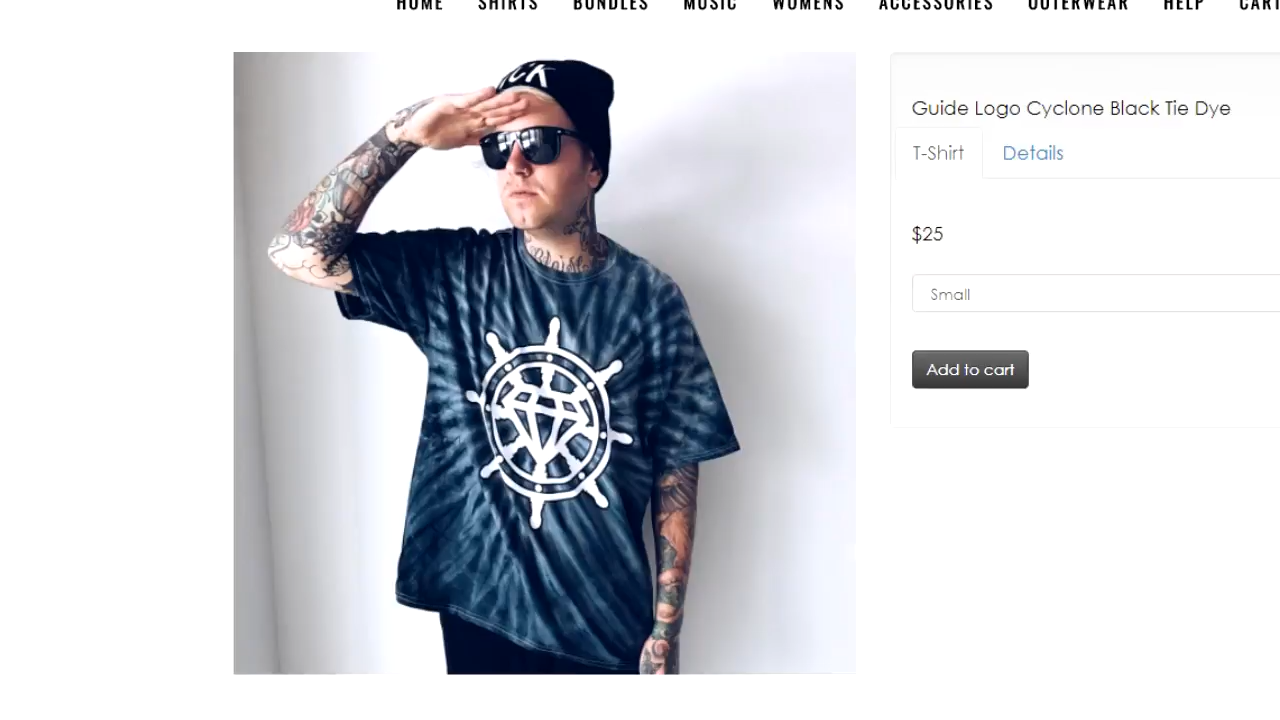 HOME SHIRTS BUNDLES MUSIC WOMENS ACCESSORIES OUTERWEAR HELP CART
Guide Logo Cyclone Black Tie Dye
T-Shirt Details
$25
Small
Add to cart